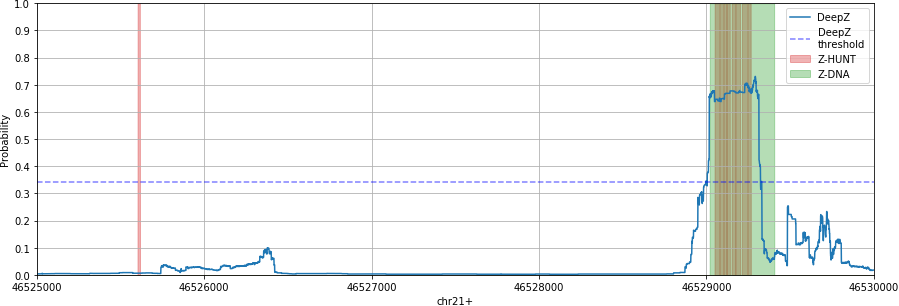 1.0
0.9
0.8
0.7
0.6
0.5
0.4
0.3
0.2
0.1
0.0
Probability
46525000
46526000
46527000
46528000
46529000
46530000
chr21+
DeepZ
DeepZ
threshold
Z-HUNT
Z-DNA